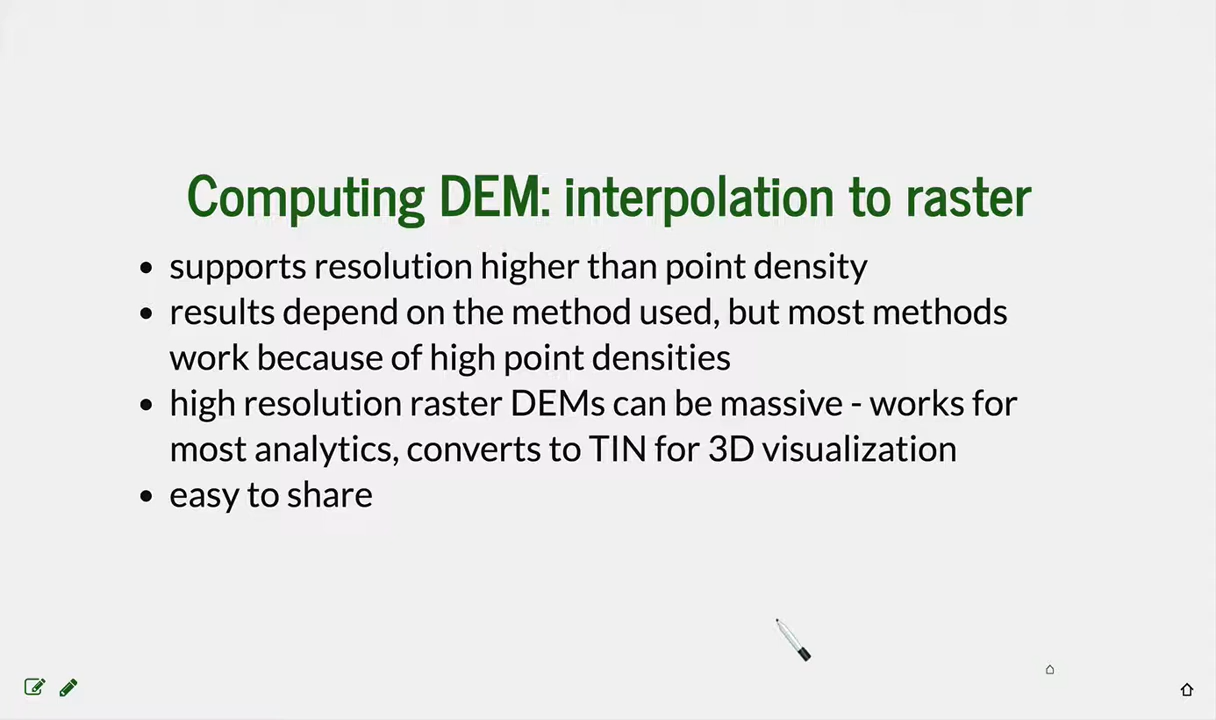 Computing DEM: interpolation to raster
• supports resolution higher than point density
• results depend on the method used, but most methods
work because of high point densities
• high resolution raster DEMs can be massive - works for
most analytics, converts to TIN for 3D visualization
• easy to share